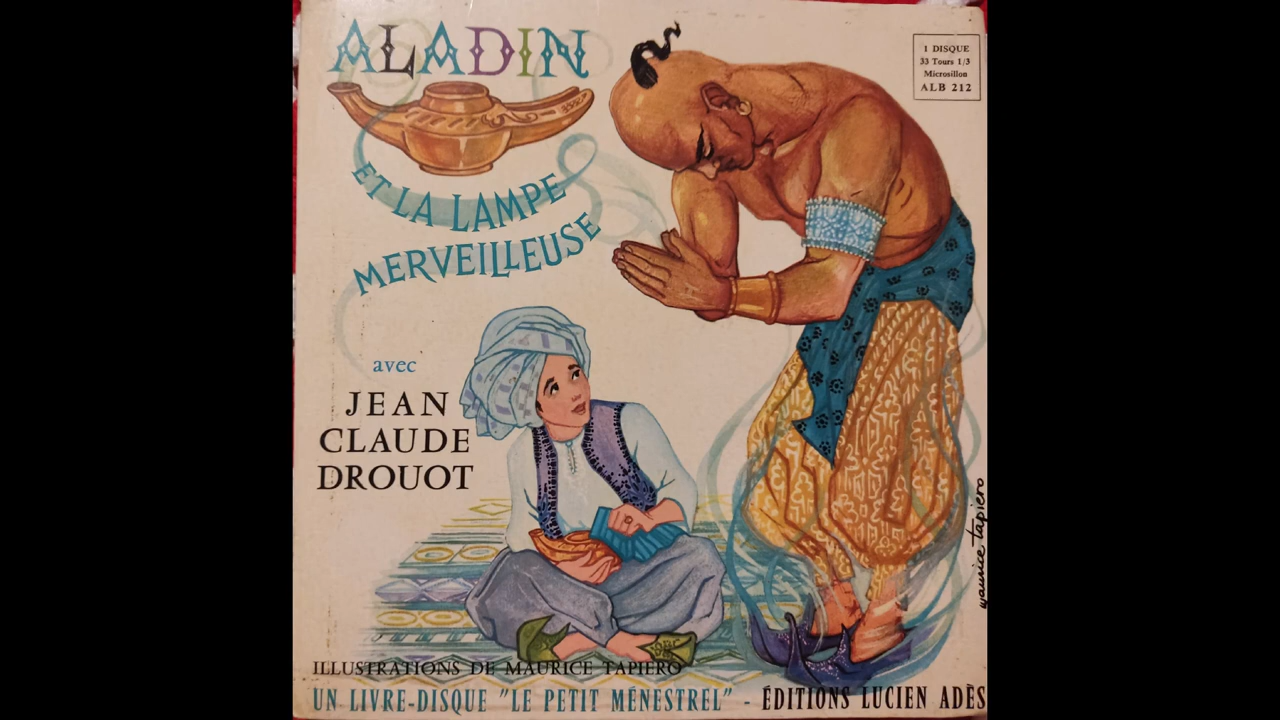 ALADIN
ET LA LAMPE
MERVEILLEUSE
1 DISQUE
33 Tours 1/3
Microsillon
ALB 212
avec
JEAN
CLAUDE
DROUOT
maurice tapiero
ILLUSTRATIONS DE MAURICE TAPIERO
UN LIVRE-DISQUE "LE PETIT MÉNESTREL" - ÉDITIONS LUCIEN ADÈS